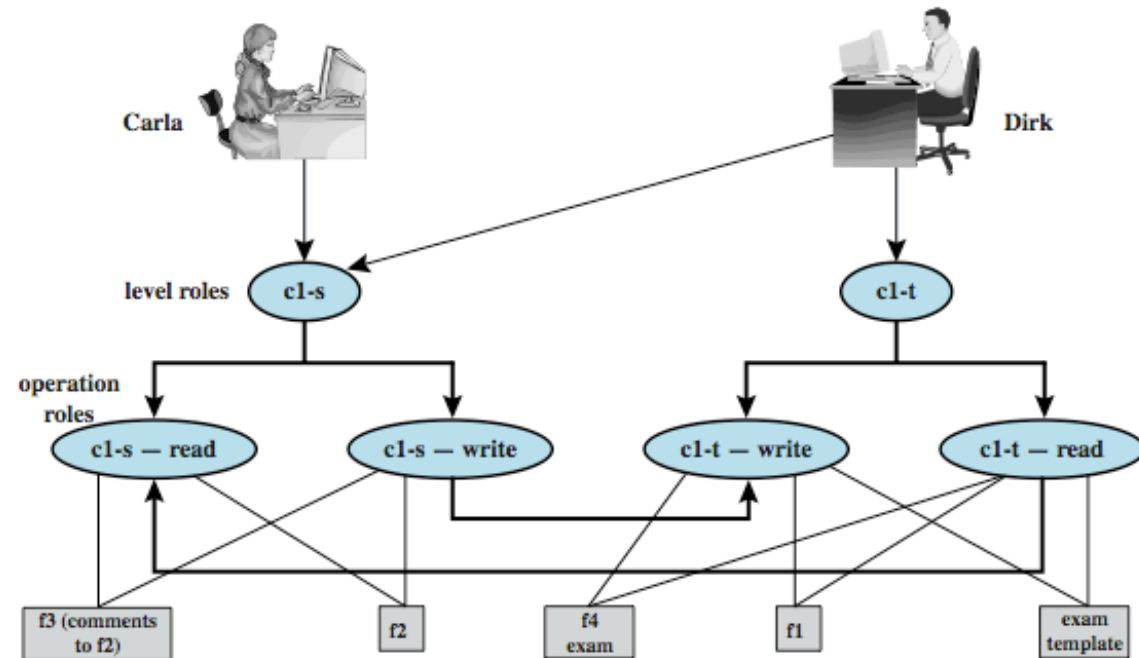 Carla
Dirk
level roles
c1-s
c1-t
operation
roles
c1-s — read
c1-s — write
c1-t — write
c1-t — read
f3 (comments
to f2)
f2
f4
exam
f1
exam
template